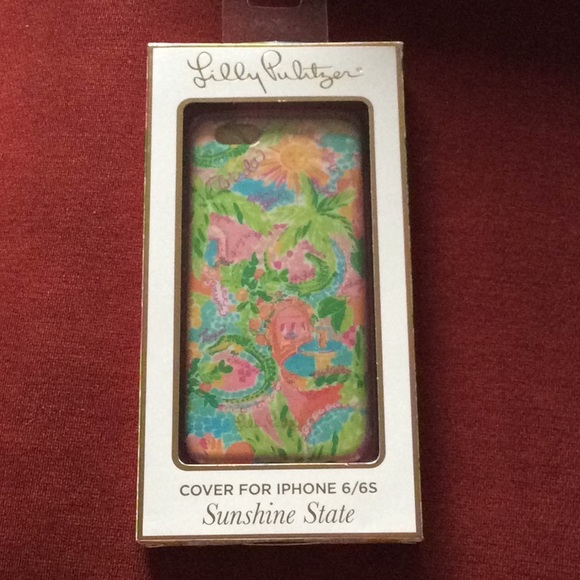 Lilly Pulitzer®
COVER FOR IPHONE 6/6S
Sunshine State